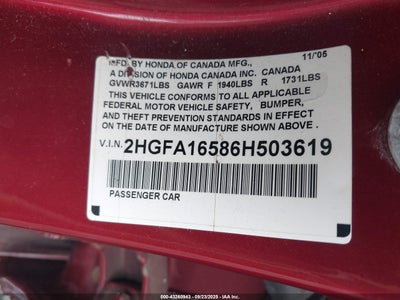 MFD. BY HONDA OF CANADA MFG., 11/'05
A DIVISION OF HONDA CANADA INC. CANADA
GVWR3671LBS GAWR F 1940LBS R 1731LBS
THIS VEHICLE CONFORMS TO ALL APPLICABLE
FEDERAL MOTOR VEHICLE SAFETY, BUMPER,
AND THEFT PREVENTION STANDARDS IN EFFECT
ON THE DATE OF MANUFACTURE SHOWN ABOVE.
V.I.N. 2HGFA16586H503619
PASSENGER CAR
000-43260943 - 09/23/2025 - IAA Inc.